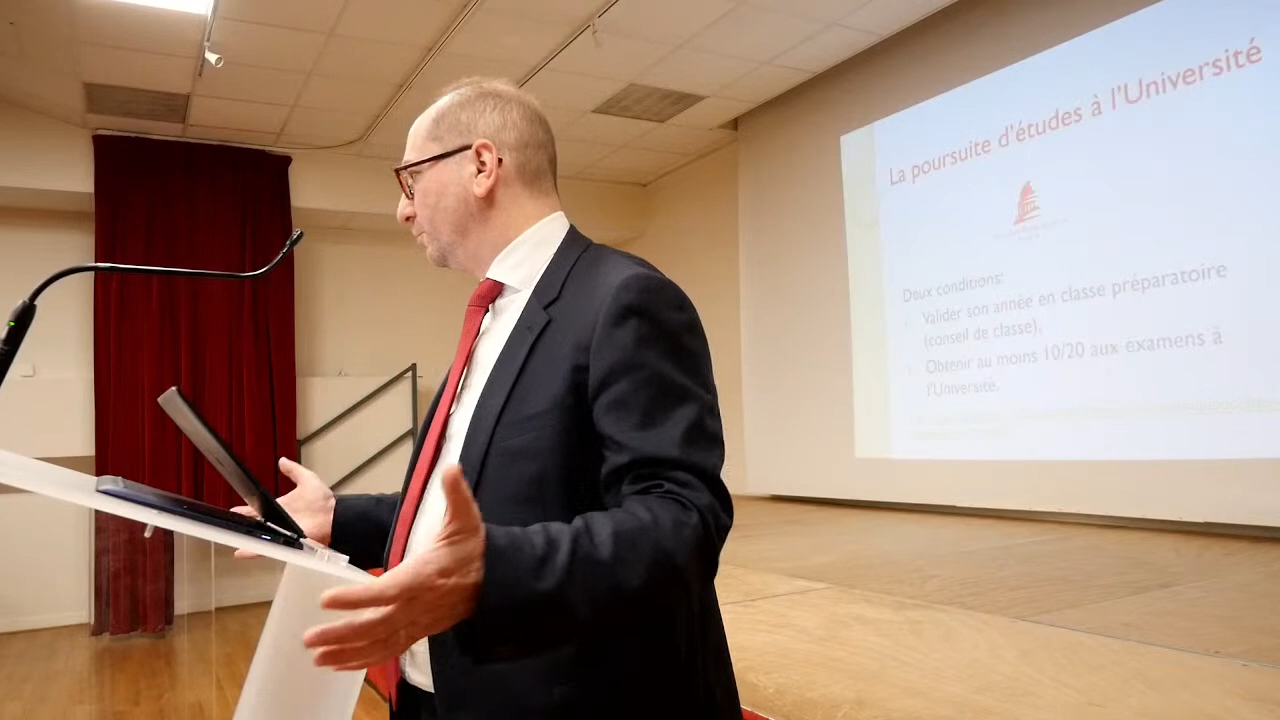 La poursuite d'études à l'Université
Deux conditions:
Valider son année en classe préparatoire
(conseil de classe),
Obtenir au moins 10/20 aux examens à
l'Université.